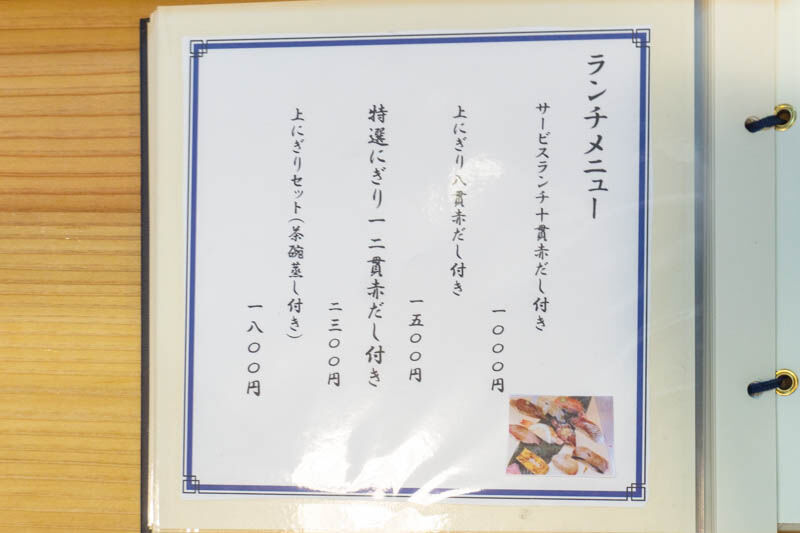 ランチメニュー
サービスランチ十貫赤だし付き
一〇〇〇円
上にぎり八貫赤だし付き
一五〇〇円
特選にぎり一二貫赤だし付き
二三〇〇円
上にぎりセット(茶碗蒸し付き)
一八〇〇円